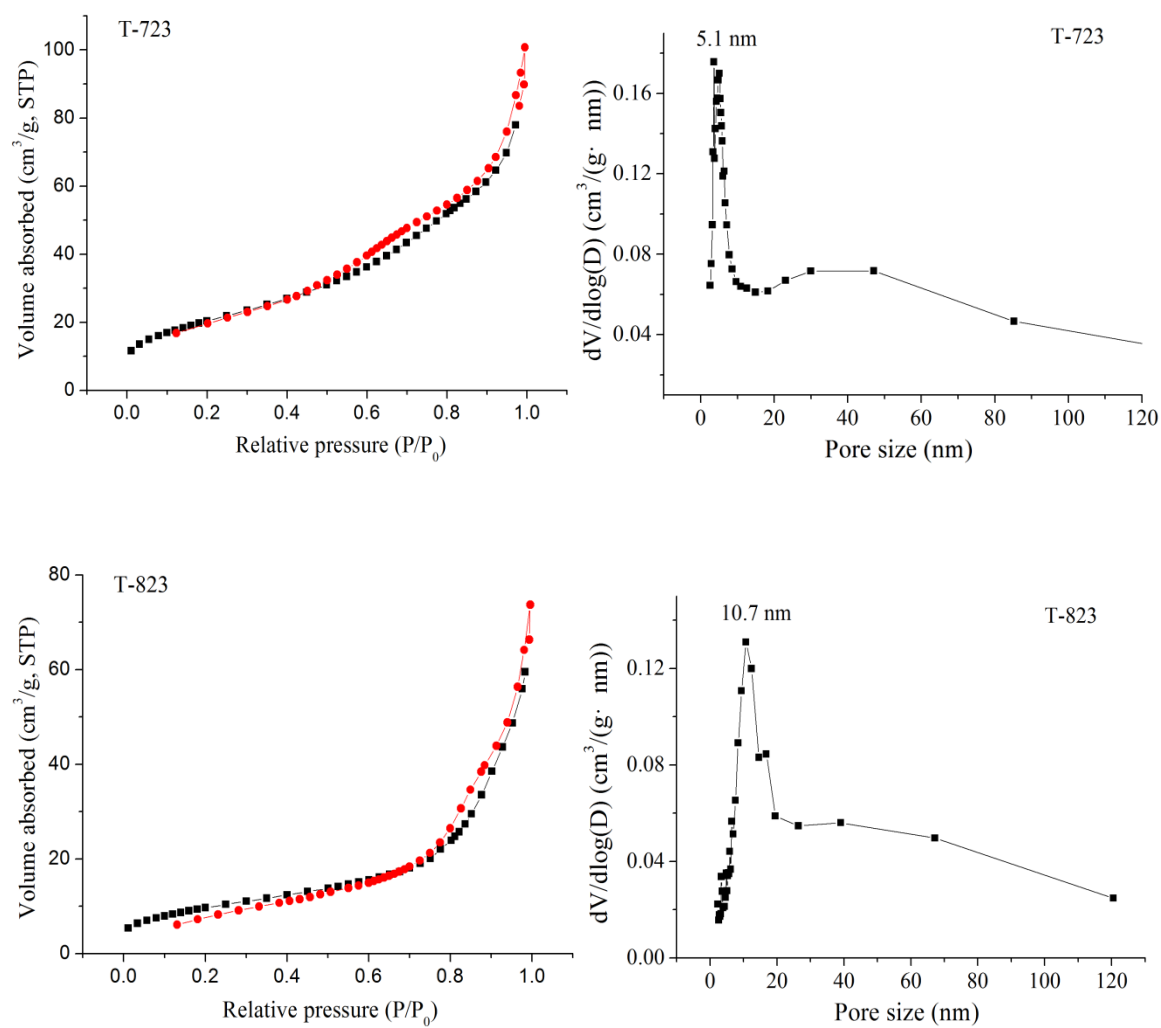 T-723
Volume absorbed (cm³/g, STP)
100
80
60
40
20
0
0.0 0.2 0.4 0.6 0.8 1.0
Relative pressure (P/P₀)
5.1 nm
T-723
dV/dlog(D) (cm³/(g· nm))
0.16
0.12
0.08
0.04
0 20 40 60 80 100 120
Pore size (nm)
T-823
Volume absorbed (cm³/g, STP)
80
60
40
20
0
0.0 0.2 0.4 0.6 0.8 1.0
Relative pressure (P/P₀)
10.7 nm
T-823
dV/dlog(D) (cm³/(g· nm))
0.12
0.08
0.04
0.00
0 20 40 60 80 100 120
Pore size (nm)